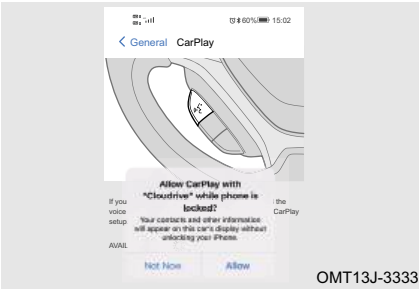 60% 15:02
General CarPlay
Allow CarPlay with
"Cloudrive" while phone is
locked?
If you
the
voice
CarPlay
setup
Your contacts and other information
will appear on this car's display without
unlocking your iPhone.
AVAIL
Not Now Allow
OMT13J-3333